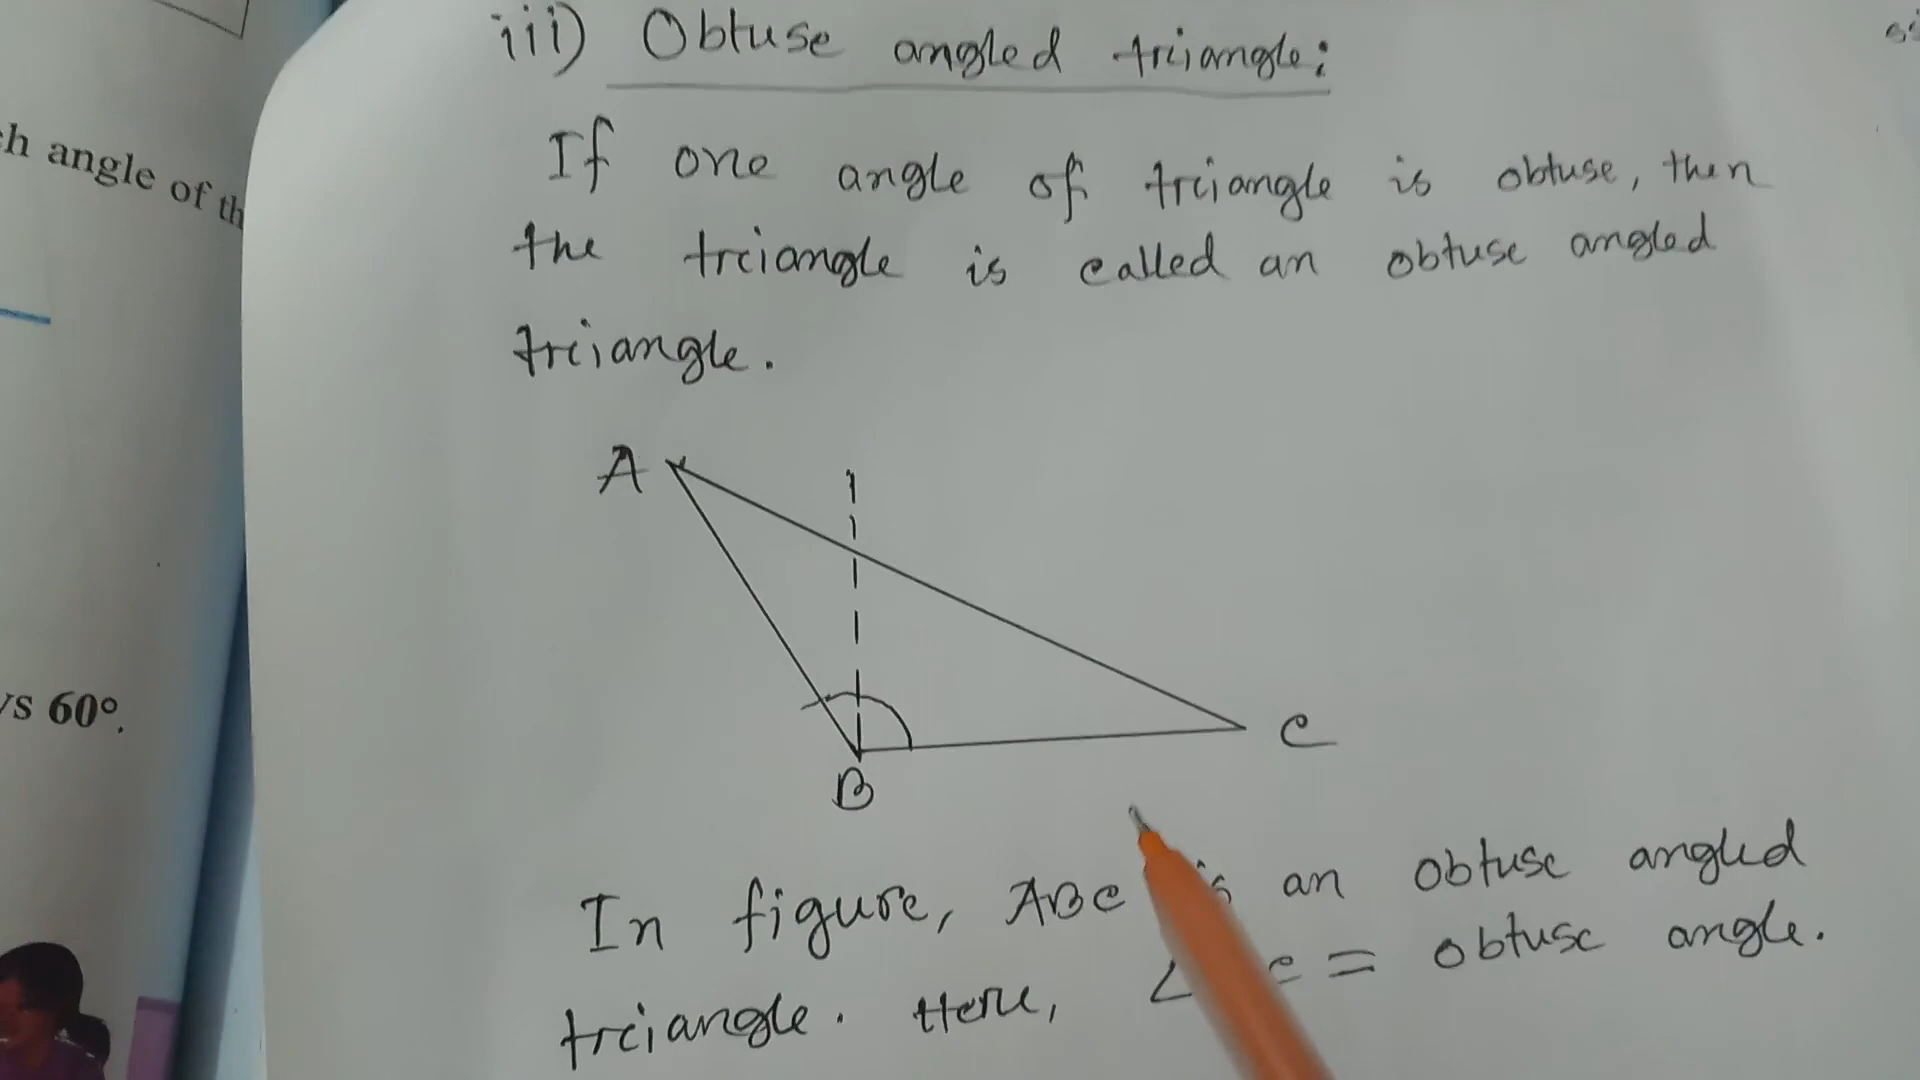 iii) Obtuse angled triangle:
If one angle of triangle is obtuse, then
the triangle is called an obtuse angled
triangle.
A
B
C
In figure, ABC is an obtuse angled
triangle. Here, ∠ C = obtuse angle.
angle of th
60°.